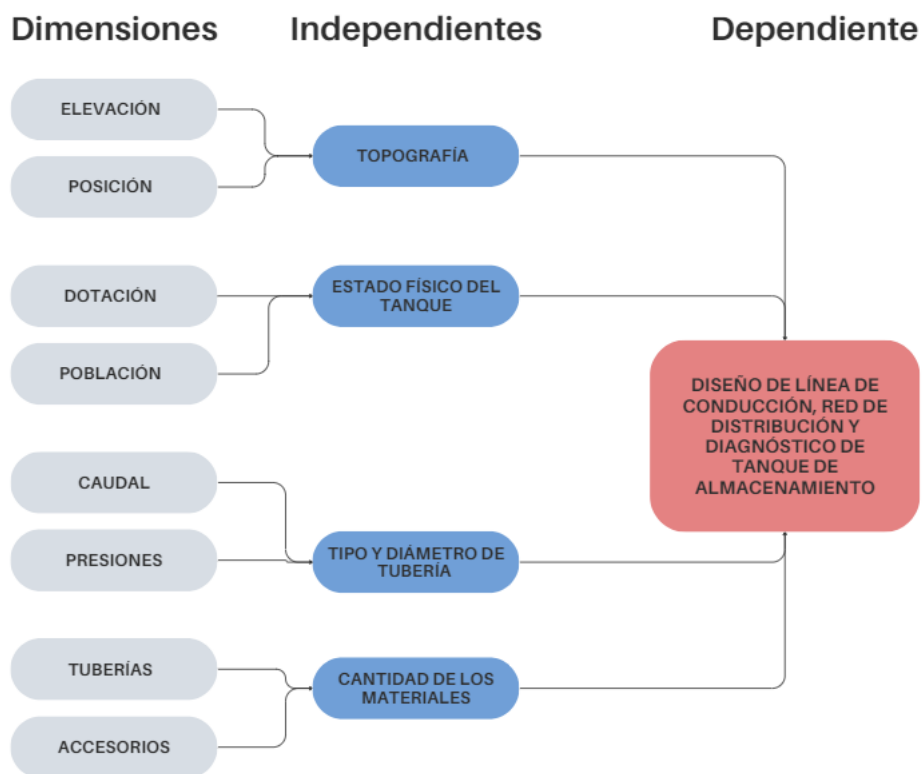 Dimensiones Independientes Dependiente
ELEVACIÓN
POSICIÓN
TOPOGRAFÍA
DOTACIÓN
POBLACIÓN
ESTADO FÍSICO DEL
TANQUE
CAUDAL
PRESIONES
TIPO Y DIÁMETRO DE
TUBERÍA
TUBERÍAS
ACCESORIOS
CANTIDAD DE LOS
MATERIALES
DISEÑO DE LÍNEA DE
CONDUCCIÓN, RED DE
DISTRIBUCIÓN Y
DIAGNÓSTICO DE
TANQUE DE
ALMACENAMIENTO